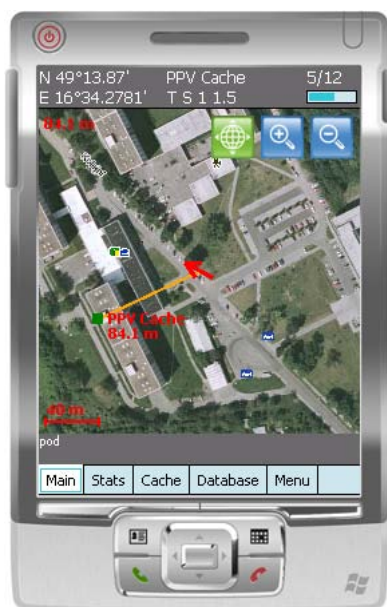 N 49°13.87' PPV Cache 5/12
E 16°34.2781' T S 1 1.5
84.1 m
PPV Cache
84.1 m
40 m
pod
Main Stats Cache Database Menu